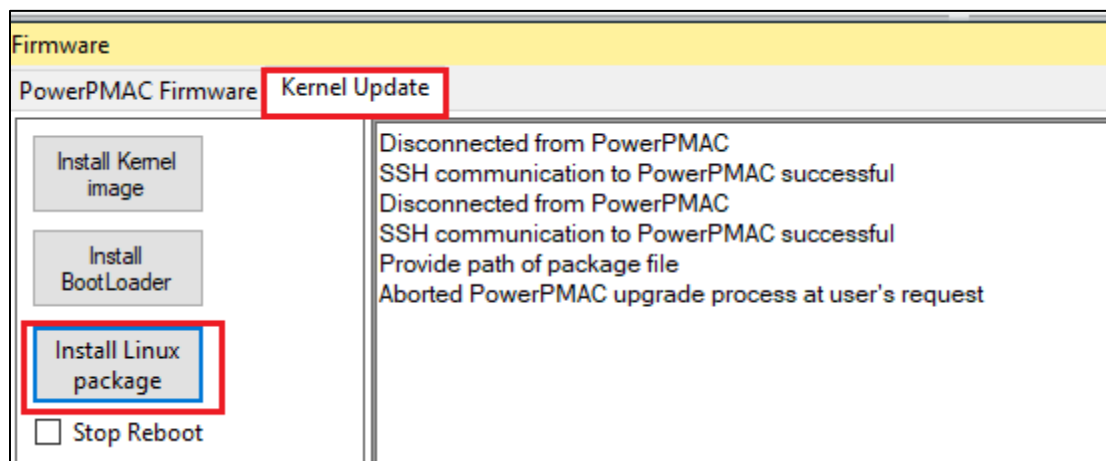 Firmware
PowerPMAC Firmware Kernel Update
Install Kernel
image
Install
BootLoader
Install Linux
package
Stop Reboot
Disconnected from PowerPMAC
SSH communication to PowerPMAC successful
Disconnected from PowerPMAC
SSH communication to PowerPMAC successful
Provide path of package file
Aborted PowerPMAC upgrade process at user's request